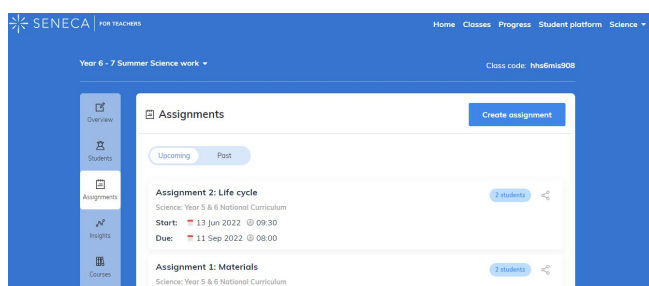 SENECA FOR TEACHERS
Home Classes Progress Student platform Science
Year 6 - 7 Summer Science work
Class code: hhs6mis908
Overview
Assignments
Create assignment
Students
Upcoming Past
Assignments
Assignment 2: Life cycle
2 students
Science: Year 5 & 6 National Curriculum
Start: 13 Jun 2022 09:30
Insights
Due: 11 Sep 2022 08:00
Courses
Assignment 1: Materials
2 students
Science: Year 5 & 6 National Curriculum